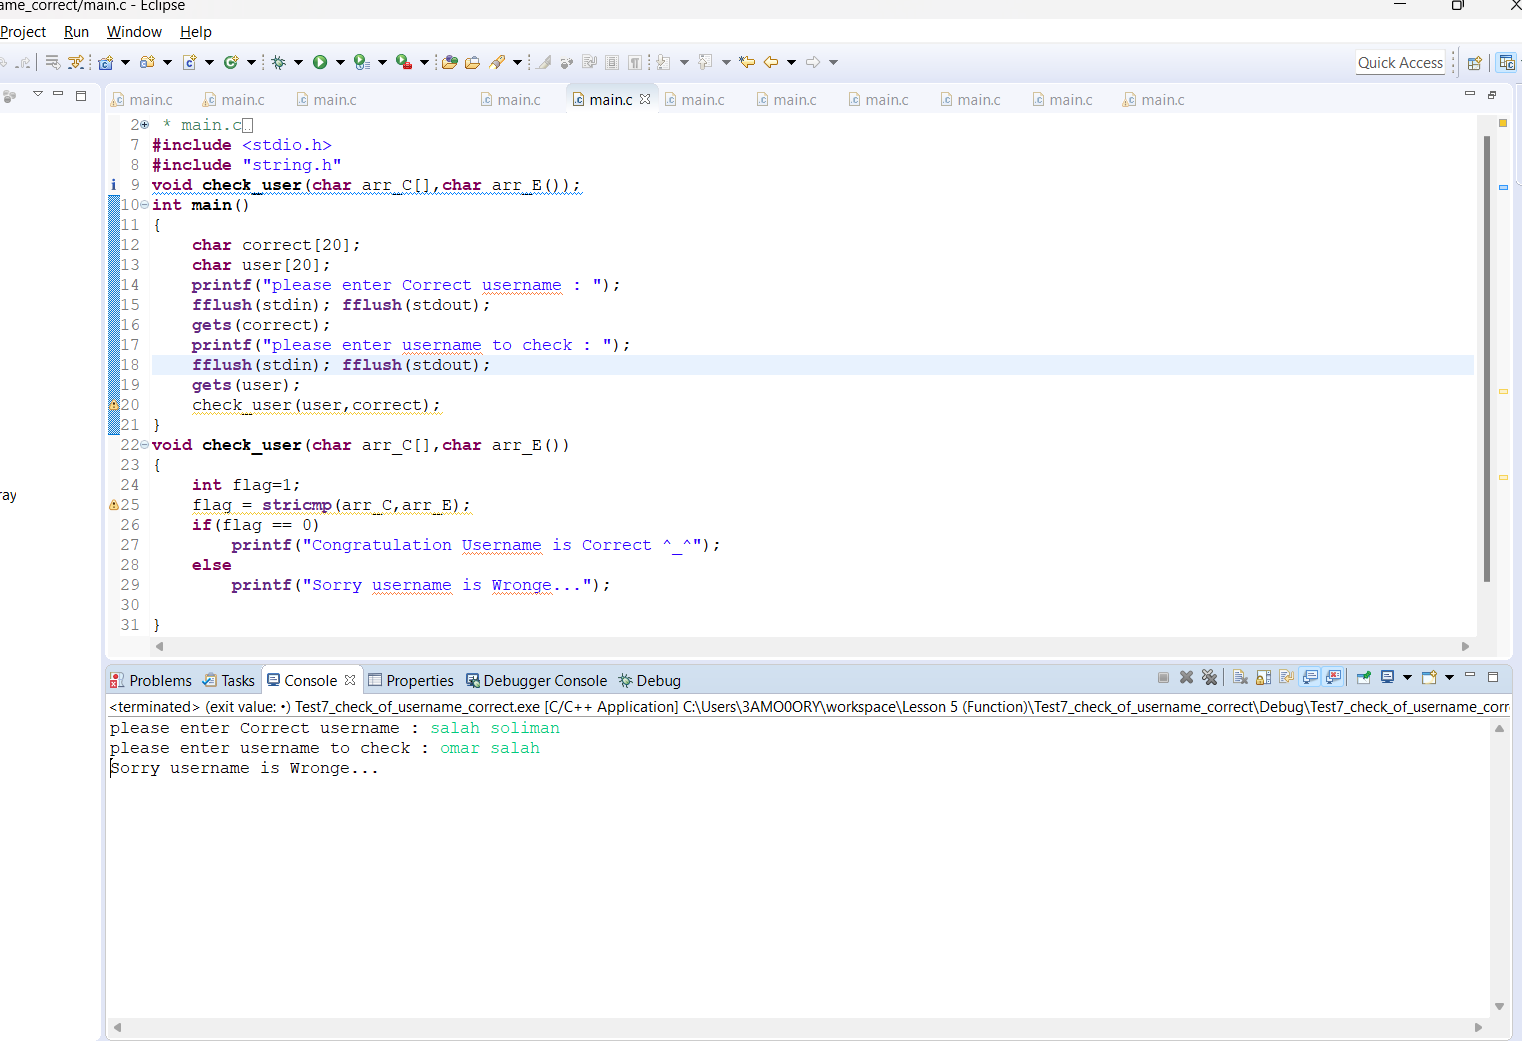 ame_correct/main.c - Eclipse
Project Run Window Help
Quick Access
main.c main.c main.c main.c main.c main.c main.c main.c main.c main.c main.c
2 * main.c
7 #include <stdio.h>
8 #include "string.h"
i 9 void check_user(char arr_C[],char arr_E());
10 int main()
11 {
12 char correct[20];
13 char user[20];
14 printf("please enter Correct username : ");
15 fflush(stdin); fflush(stdout);
16 gets(correct);
17 printf("please enter username to check : ");
18 fflush(stdin); fflush(stdout);
19 gets(user);
20 check_user(user,correct);
21 }
22 void check_user(char arr_C[],char arr_E())
23 {
24 int flag=1;
25 flag = stricmp(arr_C,arr_E);
26 if(flag == 0)
27 printf("Congratulation Username is Correct ^_^");
28 else
29 printf("Sorry username is Wronge...");
30
31 }
ray
Problems Tasks Console Properties Debugger Console Debug
<terminated> (exit value: •) Test7_check_of_username_correct.exe [C/C++ Application] C:\Users\3AMO0ORY\workspace\Lesson 5 (Function)\Test7_check_of_username_correct\Debug\Test7_check_of_username_corr
please enter Correct username : salah soliman
please enter username to check : omar salah
Sorry username is Wronge...